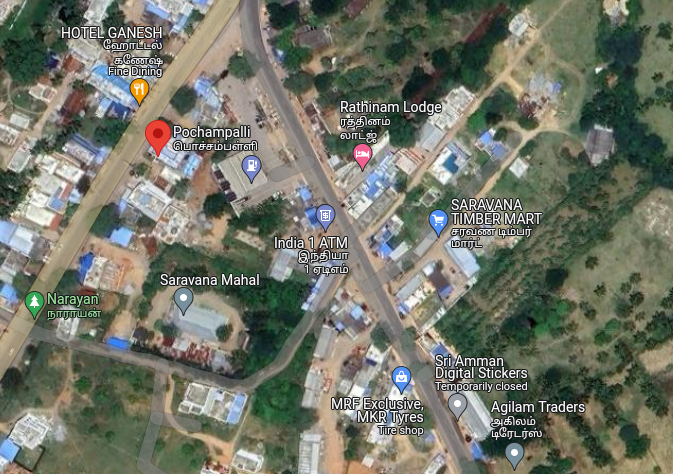 HOTEL GANESH
ஹோட்டல்
கணேஷ்
Fine Dining
Pochampalli
பொச்சம்பள்ளி
Rathinam Lodge
ரத்தினம்
லாட்ஜ்
SARAVANA
TIMBER MART
சரவண டிம்பர்
மார்ட்
India 1 ATM
இந்தியா
1 ஏடிஎம்
Saravana Mahal
Narayan
நாராயன்
Sri Amman
Digital Stickers
Temporarily closed
MRF Exclusive,
MKR Tyres
Tire shop
Agilam Traders
அகிலம்
டிரேடர்ஸ்